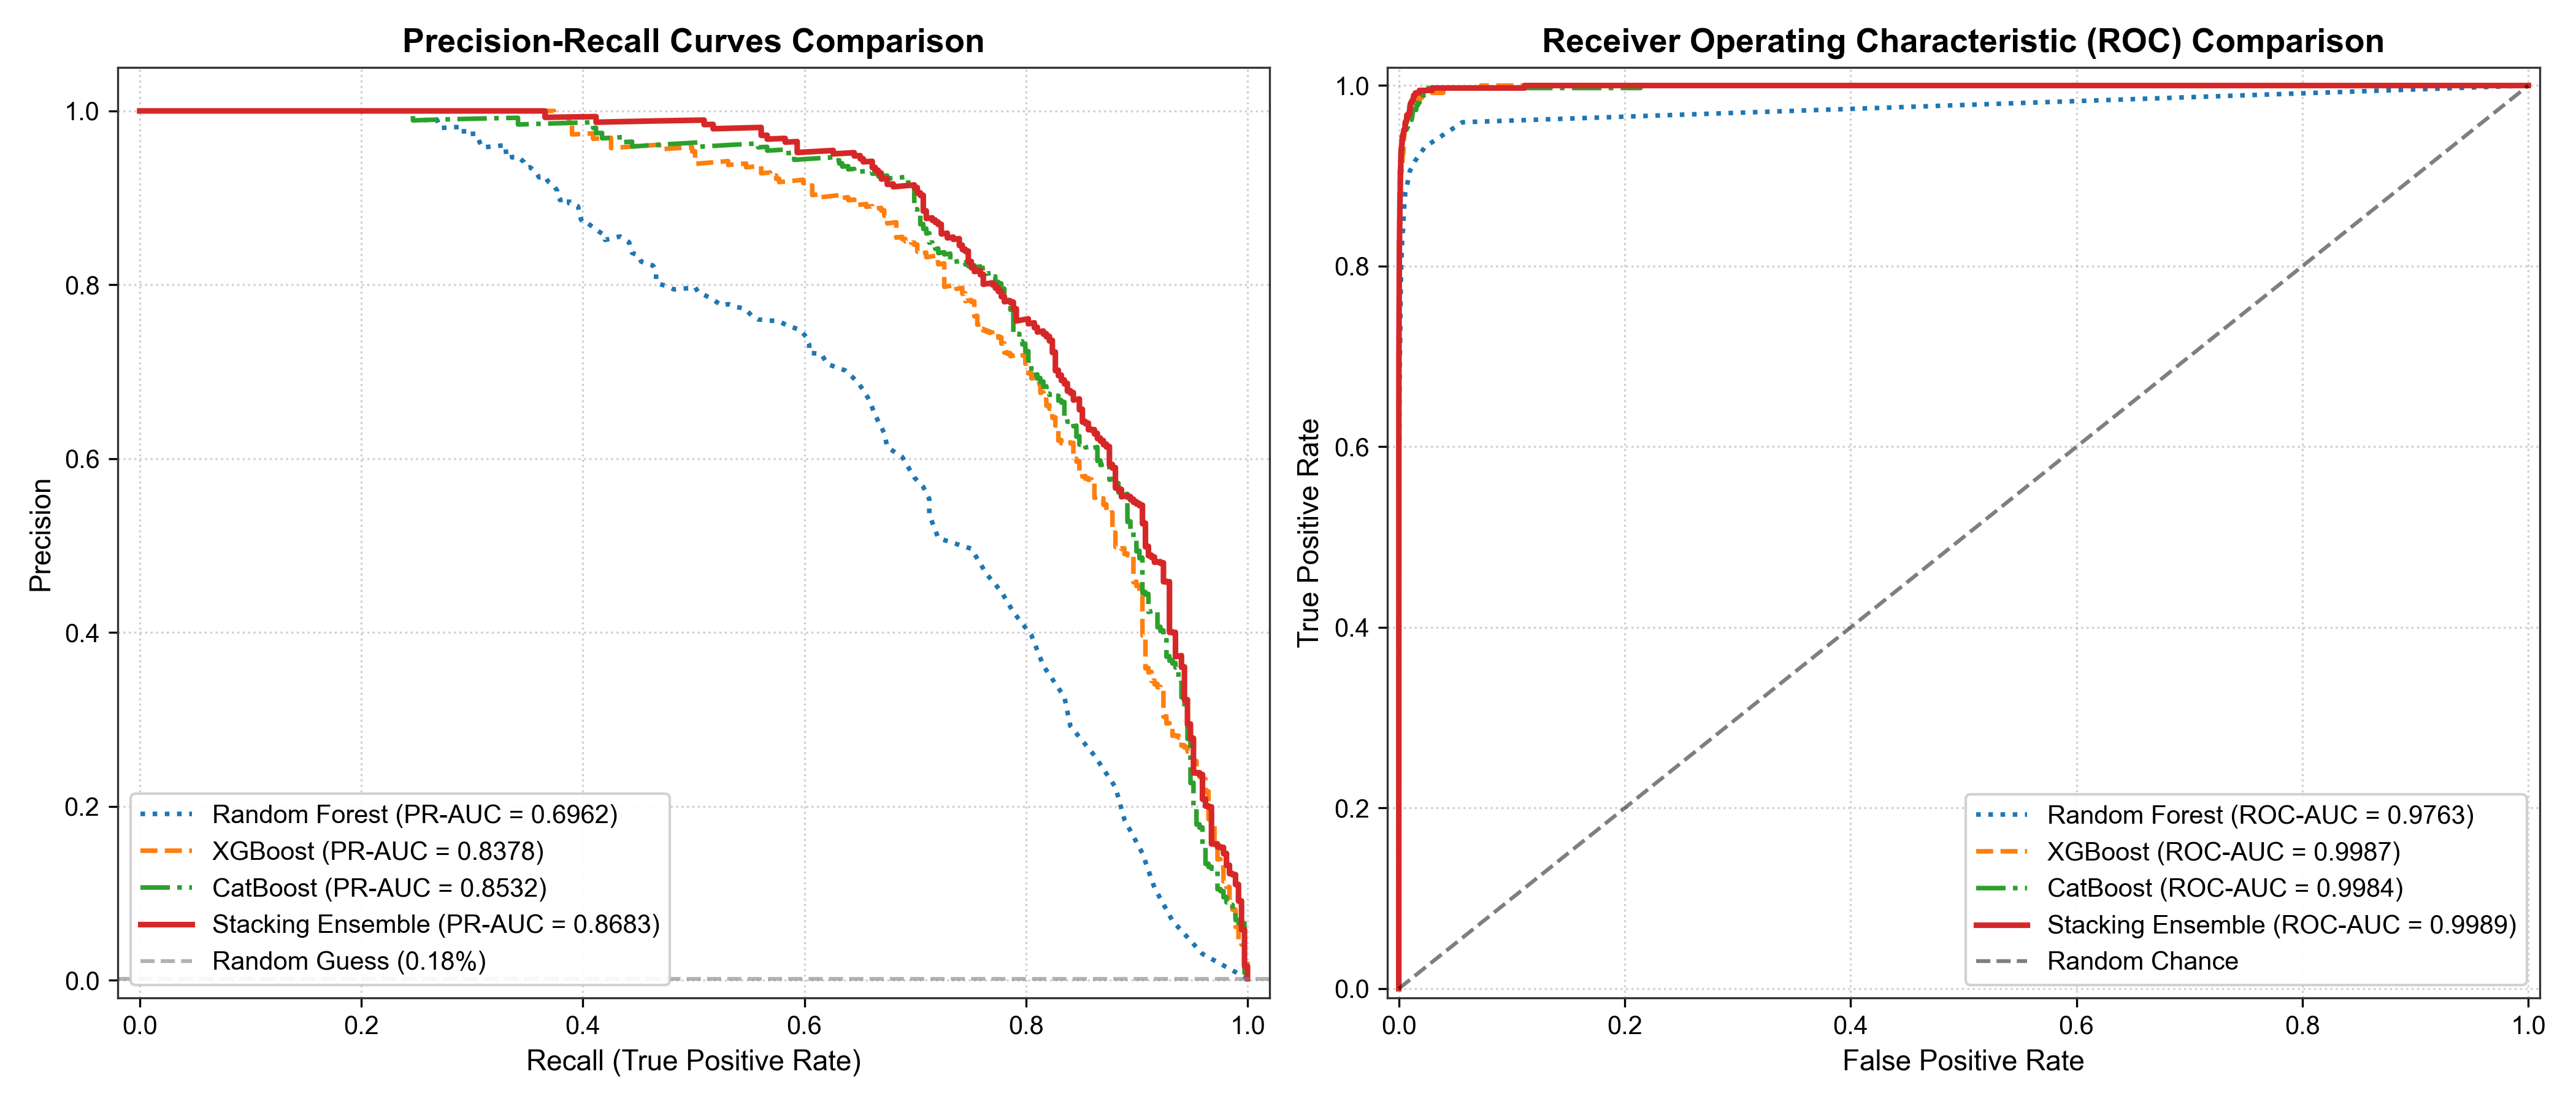 Precision-Recall Curves Comparison
Precision
1.0
0.8
0.6
0.4
0.2
0.0
Random Forest (PR-AUC = 0.6962)
XGBoost (PR-AUC = 0.8378)
CatBoost (PR-AUC = 0.8532)
Stacking Ensemble (PR-AUC = 0.8683)
Random Guess (0.18%)
0.0 0.2 0.4 0.6 0.8 1.0
Recall (True Positive Rate)
Receiver Operating Characteristic (ROC) Comparison
True Positive Rate
1.0
0.8
0.6
0.4
0.2
0.0
Random Forest (ROC-AUC = 0.9763)
XGBoost (ROC-AUC = 0.9987)
CatBoost (ROC-AUC = 0.9984)
Stacking Ensemble (ROC-AUC = 0.9989)
Random Chance
0.0 0.2 0.4 0.6 0.8 1.0
False Positive Rate